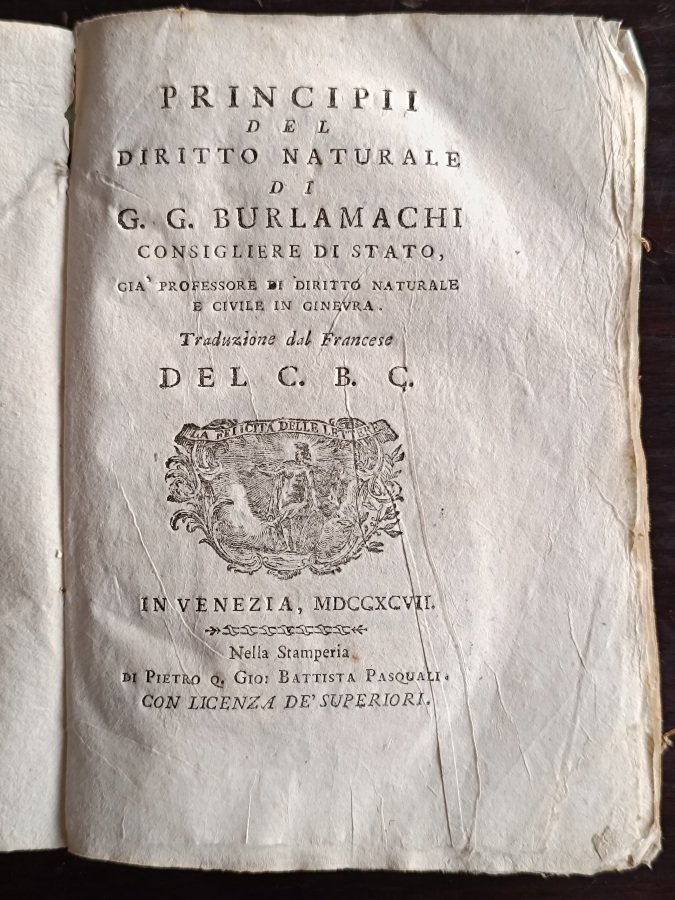 PRINCIPII
DEL
DIRITTO NATURALE
DI
G. G. BURLAMACHI
CONSIGLIERE DI STATO,
GIA' PROFESSORE DI DIRITTO NATURALE
E CIVILE IN GINEVRA.
Traduzione dal Francese
DEL C. B. C.
LA FELICITA DELLE LETTERE
IN VENEZIA, MDCCXCVII.
Nella Stamperia
DI PIETRO Q. GIO: BATTISTA PASQUALI.
CON LICENZA DE' SUPERIORI.